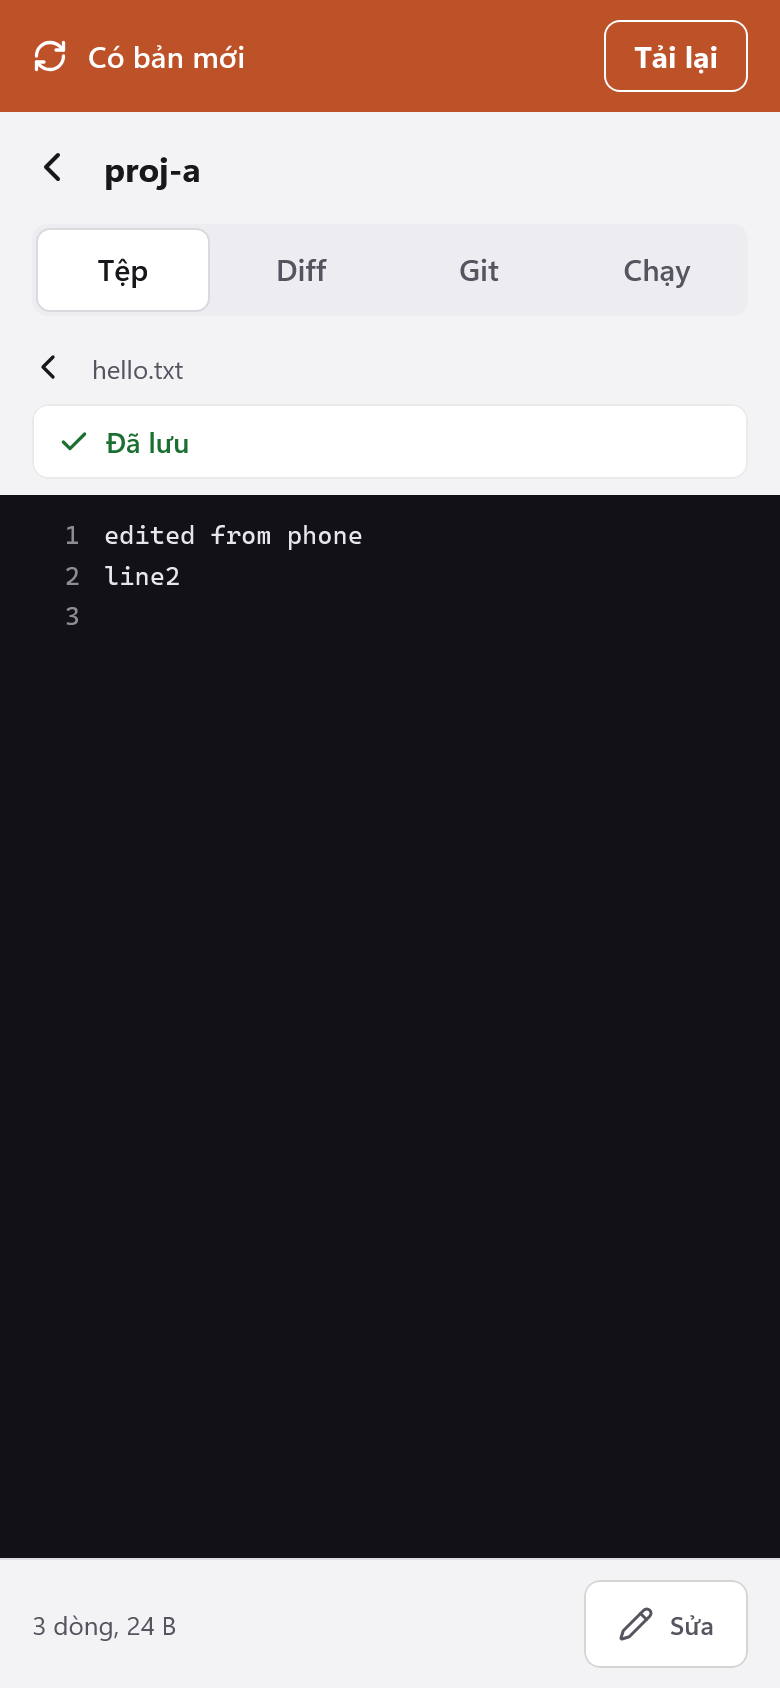 Có bản mới
Tải lại
proj-a
Tệp
Diff
Git
Chạy
hello.txt
Đã lưu
1 edited from phone
2 line2
3
3 dòng, 24 B
Sửa